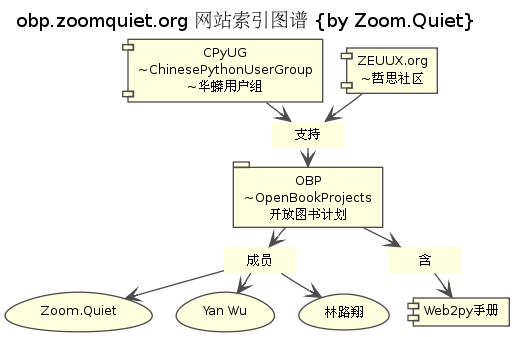 obp.zoomquiet.org 网站索引图谱 {by Zoom.Quiet}
CPyUG
~ChinesePythonUserGroup
~华蟒用户组
ZEUUX.org
~哲思社区
支持
OBP
~OpenBookProjects
开放图书计划
成员
含
Zoom.Quiet
Yan Wu
林路翔
Web2py手册